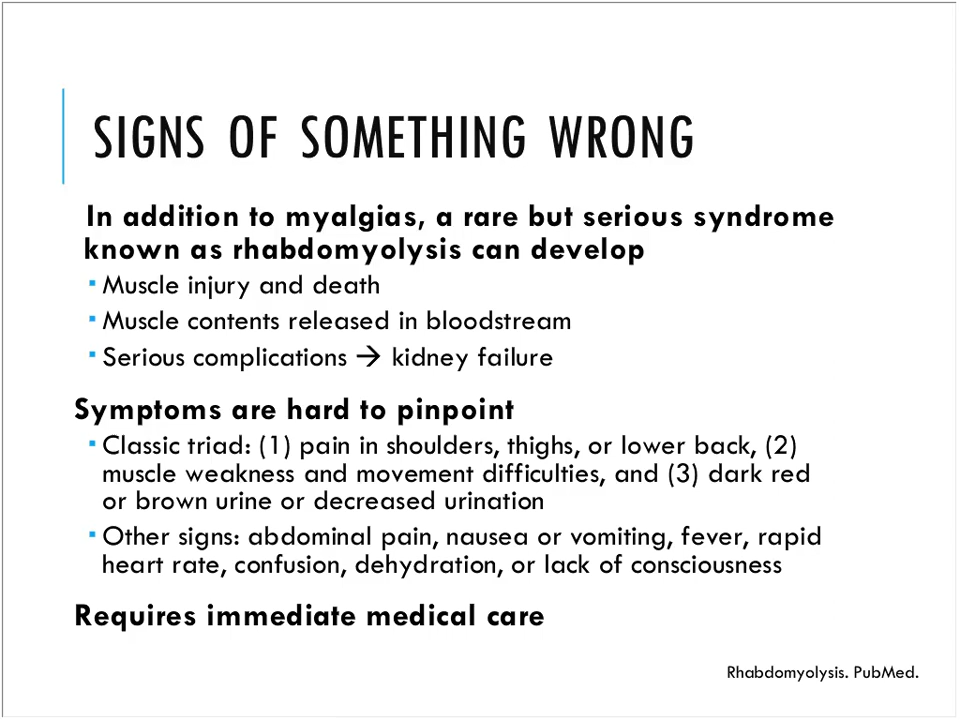 SIGNS OF SOMETHING WRONG
In addition to myalgias, a rare but serious syndrome
known as rhabdomyolysis can develop
▪ Muscle injury and death
▪ Muscle contents released in bloodstream
▪ Serious complications → kidney failure
Symptoms are hard to pinpoint
▪ Classic triad: (1) pain in shoulders, thighs, or lower back, (2)
muscle weakness and movement difficulties, and (3) dark red
or brown urine or decreased urination
▪ Other signs: abdominal pain, nausea or vomiting, fever, rapid
heart rate, confusion, dehydration, or lack of consciousness
Requires immediate medical care
Rhabdomyolysis. PubMed.